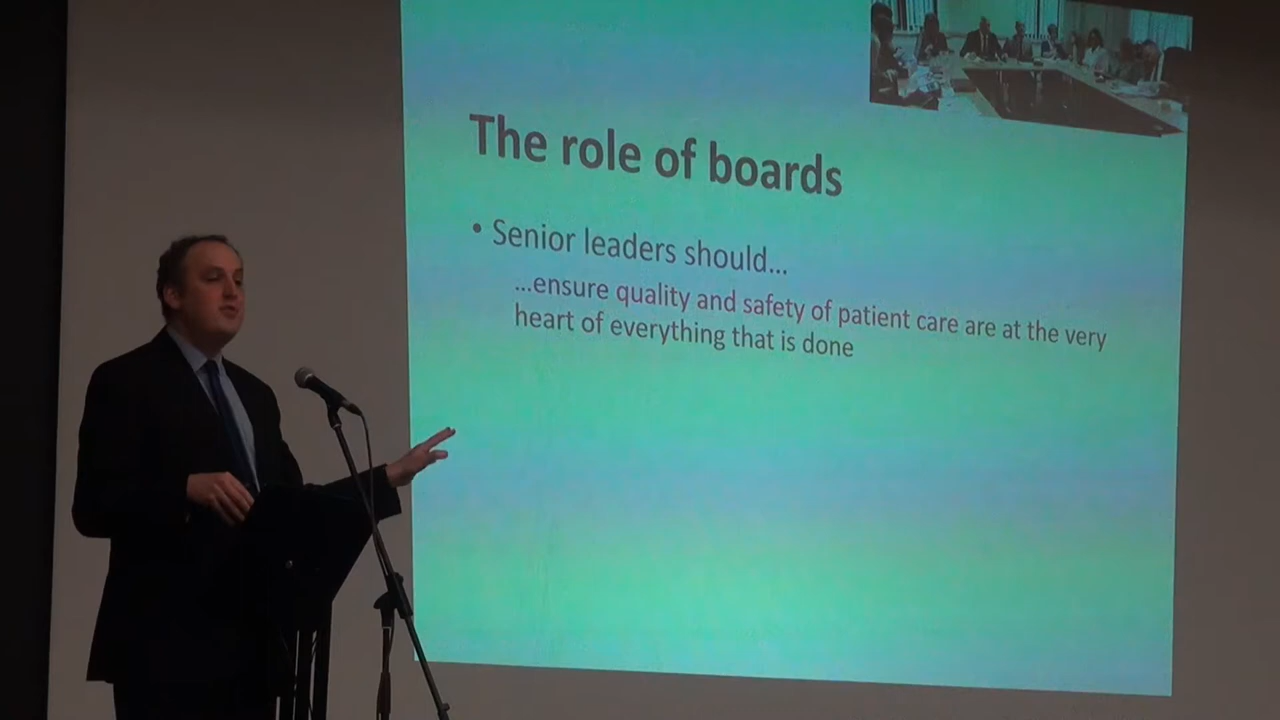 The role of boards
• Senior leaders should...
...ensure quality and safety of patient care are at the very
heart of everything that is done